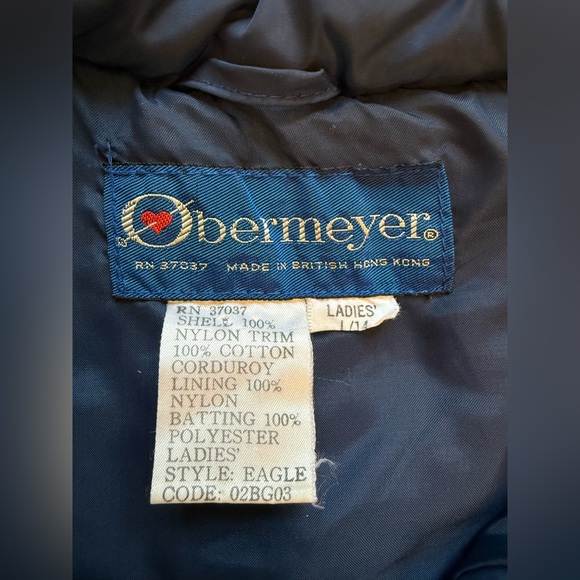 Obermeyer®
RN 37037 MADE IN BRITISH HONG KONG
RN 37037
SHELL 100%
NYLON TRIM
100% COTTON
CORDUROY
LINING 100%
NYLON
BATTING 100%
POLYESTER
LADIES'
STYLE: EAGLE
CODE: 02BG03
LADIES'
L/14